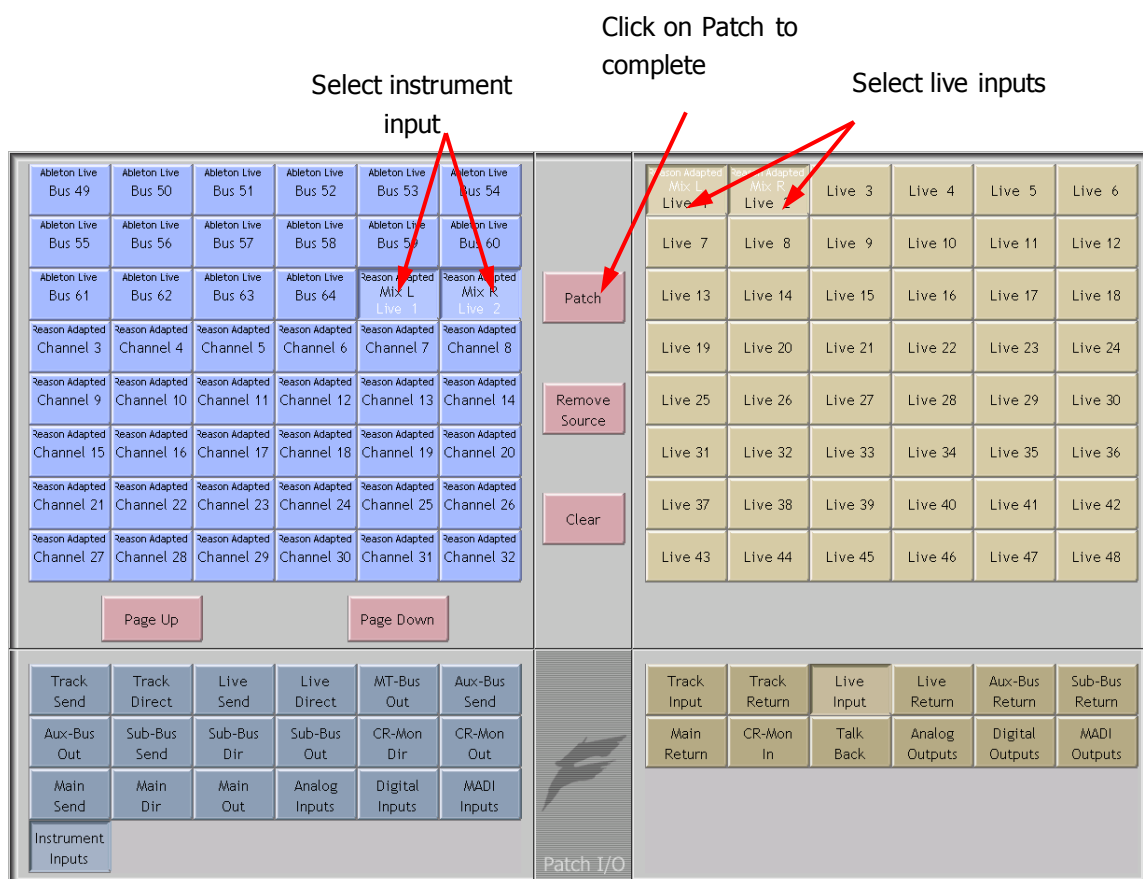 Click on Patch to
complete
Select instrument
input
Select live inputs
Ableton Live Ableton Live Ableton Live Ableton Live Ableton Live Ableton Live
Bus 49 Bus 50 Bus 51 Bus 52 Bus 53 Bus 54
Ableton Live Ableton Live Ableton Live Ableton Live Ableton Live Ableton Live
Bus 55 Bus 56 Bus 57 Bus 58 Bus 59 Bus 60
Ableton Live Ableton Live Ableton Live Ableton Live Reason Adapted Reason Adapted
Bus 61 Bus 62 Bus 63 Bus 64 Mix L Mix R
Live 1 Live 2
Reason Adapted Reason Adapted Reason Adapted Reason Adapted Reason Adapted Reason Adapted
Channel 3 Channel 4 Channel 5 Channel 6 Channel 7 Channel 8
Reason Adapted Reason Adapted Reason Adapted Reason Adapted Reason Adapted Reason Adapted
Channel 9 Channel 10 Channel 11 Channel 12 Channel 13 Channel 14
Reason Adapted Reason Adapted Reason Adapted Reason Adapted Reason Adapted Reason Adapted
Channel 15 Channel 16 Channel 17 Channel 18 Channel 19 Channel 20
Reason Adapted Reason Adapted Reason Adapted Reason Adapted Reason Adapted Reason Adapted
Channel 21 Channel 22 Channel 23 Channel 24 Channel 25 Channel 26
Reason Adapted Reason Adapted Reason Adapted Reason Adapted Reason Adapted Reason Adapted
Channel 27 Channel 28 Channel 29 Channel 30 Channel 31 Channel 32
Page Up Page Down
Patch
Remove
Source
Clear
Reason Adapted Reason Adapted
Mix L Mix R
Live 1 Live 2 Live 3 Live 4 Live 5 Live 6
Live 7 Live 8 Live 9 Live 10 Live 11 Live 12
Live 13 Live 14 Live 15 Live 16 Live 17 Live 18
Live 19 Live 20 Live 21 Live 22 Live 23 Live 24
Live 25 Live 26 Live 27 Live 28 Live 29 Live 30
Live 31 Live 32 Live 33 Live 34 Live 35 Live 36
Live 37 Live 38 Live 39 Live 40 Live 41 Live 42
Live 43 Live 44 Live 45 Live 46 Live 47 Live 48
Track Track Live Live MT-Bus Aux-Bus
Send Direct Send Direct Out Send
Aux-Bus Sub-Bus Sub-Bus Sub-Bus CR-Mon CR-Mon
Out Send Dir Out Dir Out
Main Main Main Analog Digital MADI
Send Dir Out Inputs Inputs Inputs
Instrument
Inputs
Patch I/O
Track Track Live Live Aux-Bus Sub-Bus
Input Return Input Return Return Return
Main CR-Mon Talk Analog Digital MADI
Return In Back Outputs Outputs Outputs